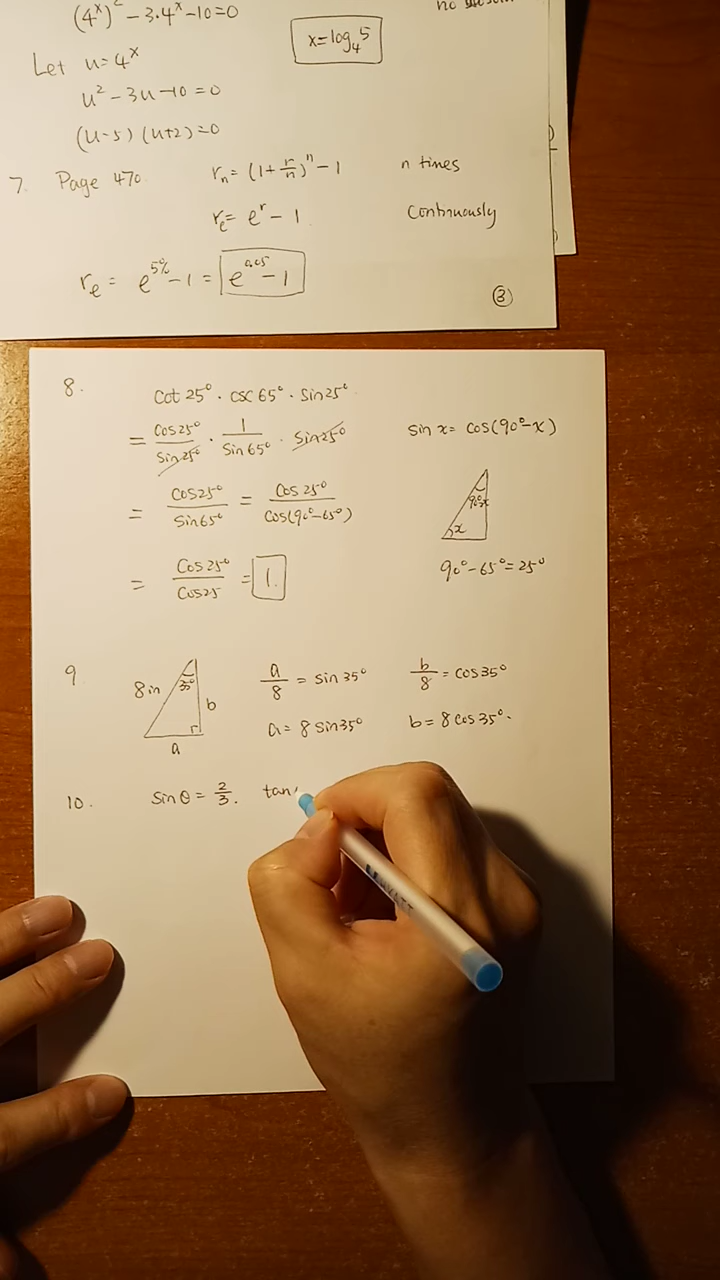 (4^x)^2 - 3·4^x - 10 = 0
no
x = log₄5
Let u = 4^x
u² - 3u - 10 = 0
(u-5)(u+2) = 0
7. Page 470. r_n = (1 + r/n)^n - 1 n times
r_e = e^r - 1. Continuously
r_e = e^5% - 1 = e^0.05 - 1
③
8. cot 25° · csc 65° · sin 25°
= cos 25°/sin 25° · 1/sin 65° · sin 25° sin x = cos(90° - x)
90°-x
x
= cos 25°/sin 65° = cos 25°/cos(90° - 65°)
= cos 25°/cos 25 = 1. 90° - 65° = 25°
9. 8 in 35° b a
a/8 = sin 35° b/8 = cos 35°
a = 8 sin 35° b = 8 cos 35°.
10. sin θ = 2/3. tan